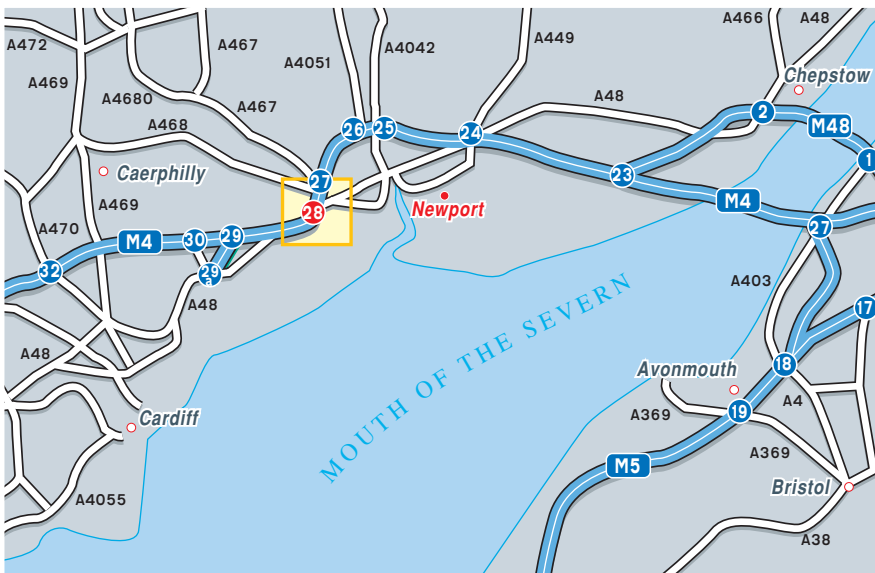 A466
A48
A472
A467
A4042
A449
A4051
Chepstow
A469
A4680
A467
A48
2
26
25
24
M48
A468
1
Caerphilly
27
23
Newport
M4
28
A469
A470
M4
30
29
27
32
29a
A403
A48
17
MOUTH OF THE SEVERN
A48
Avonmouth
18
A4
Cardiff
A369
19
A369
M5
Bristol
A4055
A38